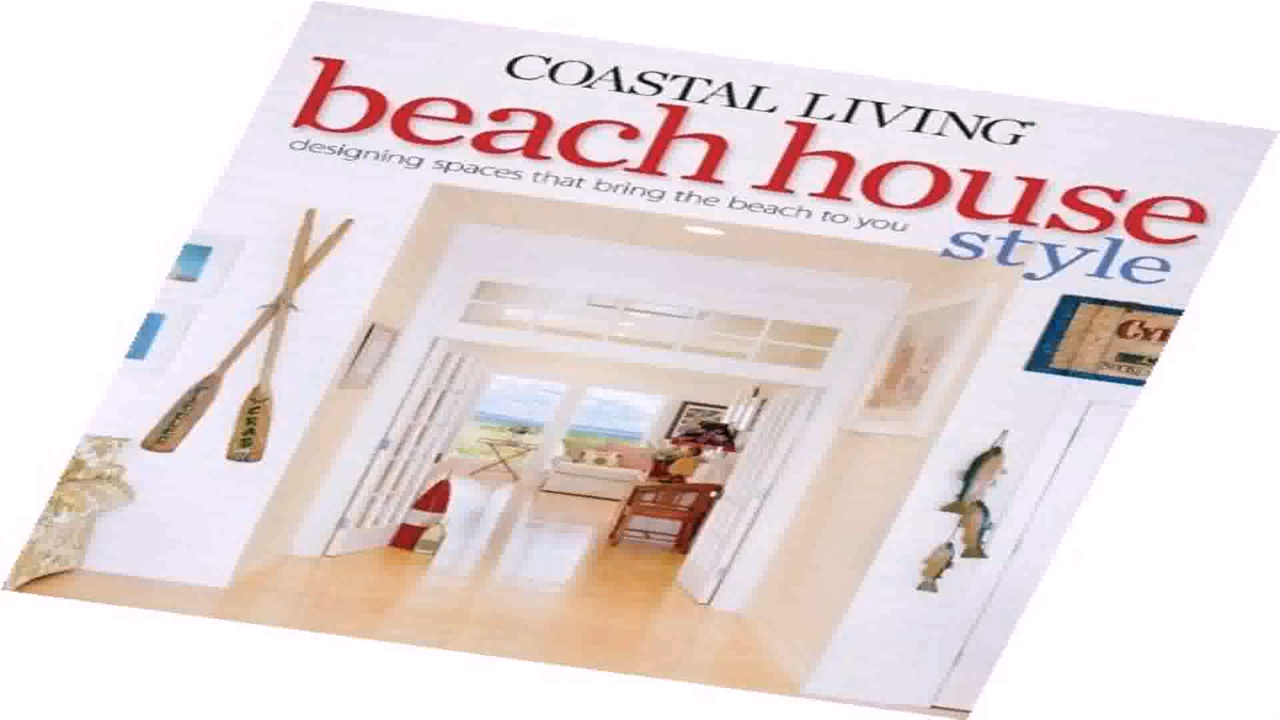 COASTAL LIVING
beach house
designing spaces that bring the beach to you
style